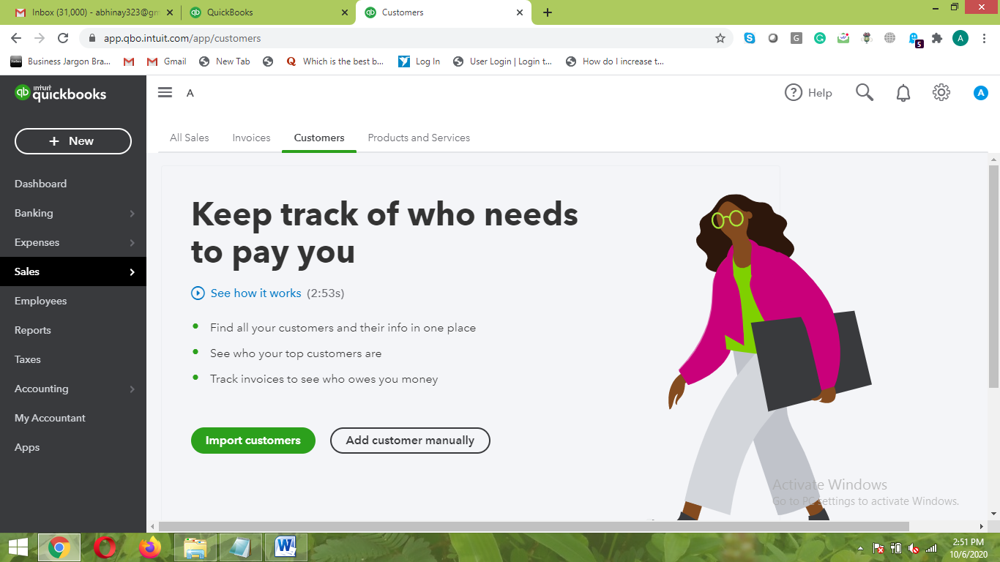 Inbox (31,000) - abhinay323@gm
QuickBooks
Customers
app.qbo.intuit.com/app/customers
G
A
5
Business Jargon Bra...
Gmail
New Tab
Which is the best b...
Log In
User Login | Login t...
How do I increase t...
intuit
quickbooks
A
Help
A
+ New
All Sales
Invoices
Customers
Products and Services
Dashboard
Banking
Expenses
Sales
Employees
Reports
Taxes
Accounting
My Accountant
Apps
Keep track of who needs
to pay you
See how it works (2:53s)
Find all your customers and their info in one place
See who your top customers are
Track invoices to see who owes you money
Import customers
Add customer manually
Activate Windows
Go to PC settings to activate Windows.
2:51 PM
10/6/2020